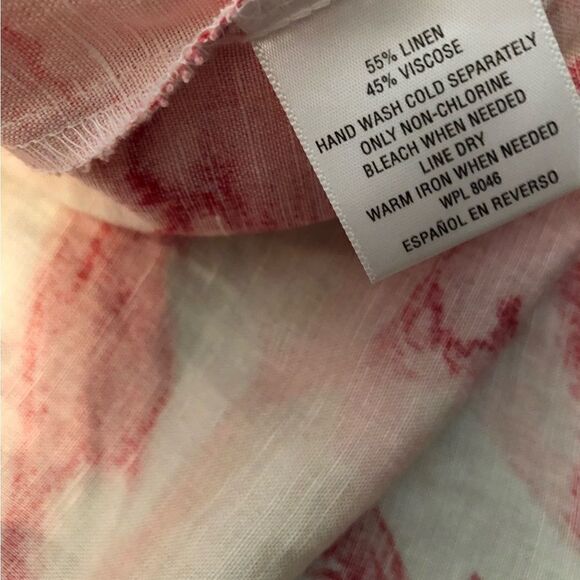 55% LINEN
45% VISCOSE
HAND WASH COLD SEPARATELY
ONLY NON-CHLORINE
BLEACH WHEN NEEDED
LINE DRY
WARM IRON WHEN NEEDED
WPL 8046
ESPAÑOL EN REVERSO